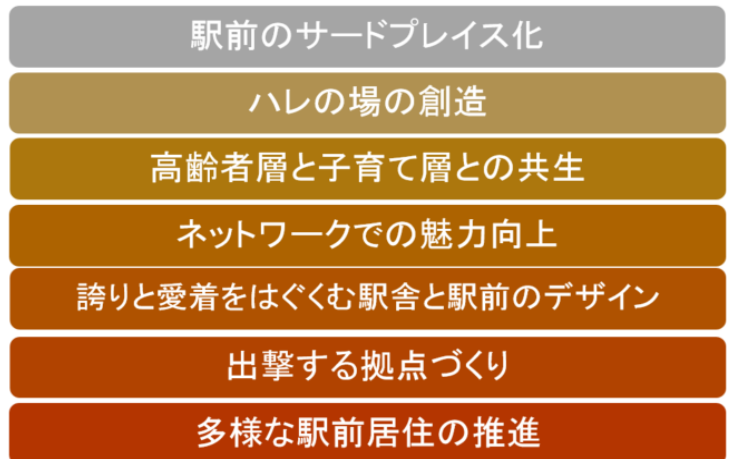 駅前のサードプレイス化
ハレの場の創造
高齢者層と子育て層との共生
ネットワークでの魅力向上
誇りと愛着をはぐくむ駅舎と駅前のデザイン
出撃する拠点づくり
多様な駅前居住の推進